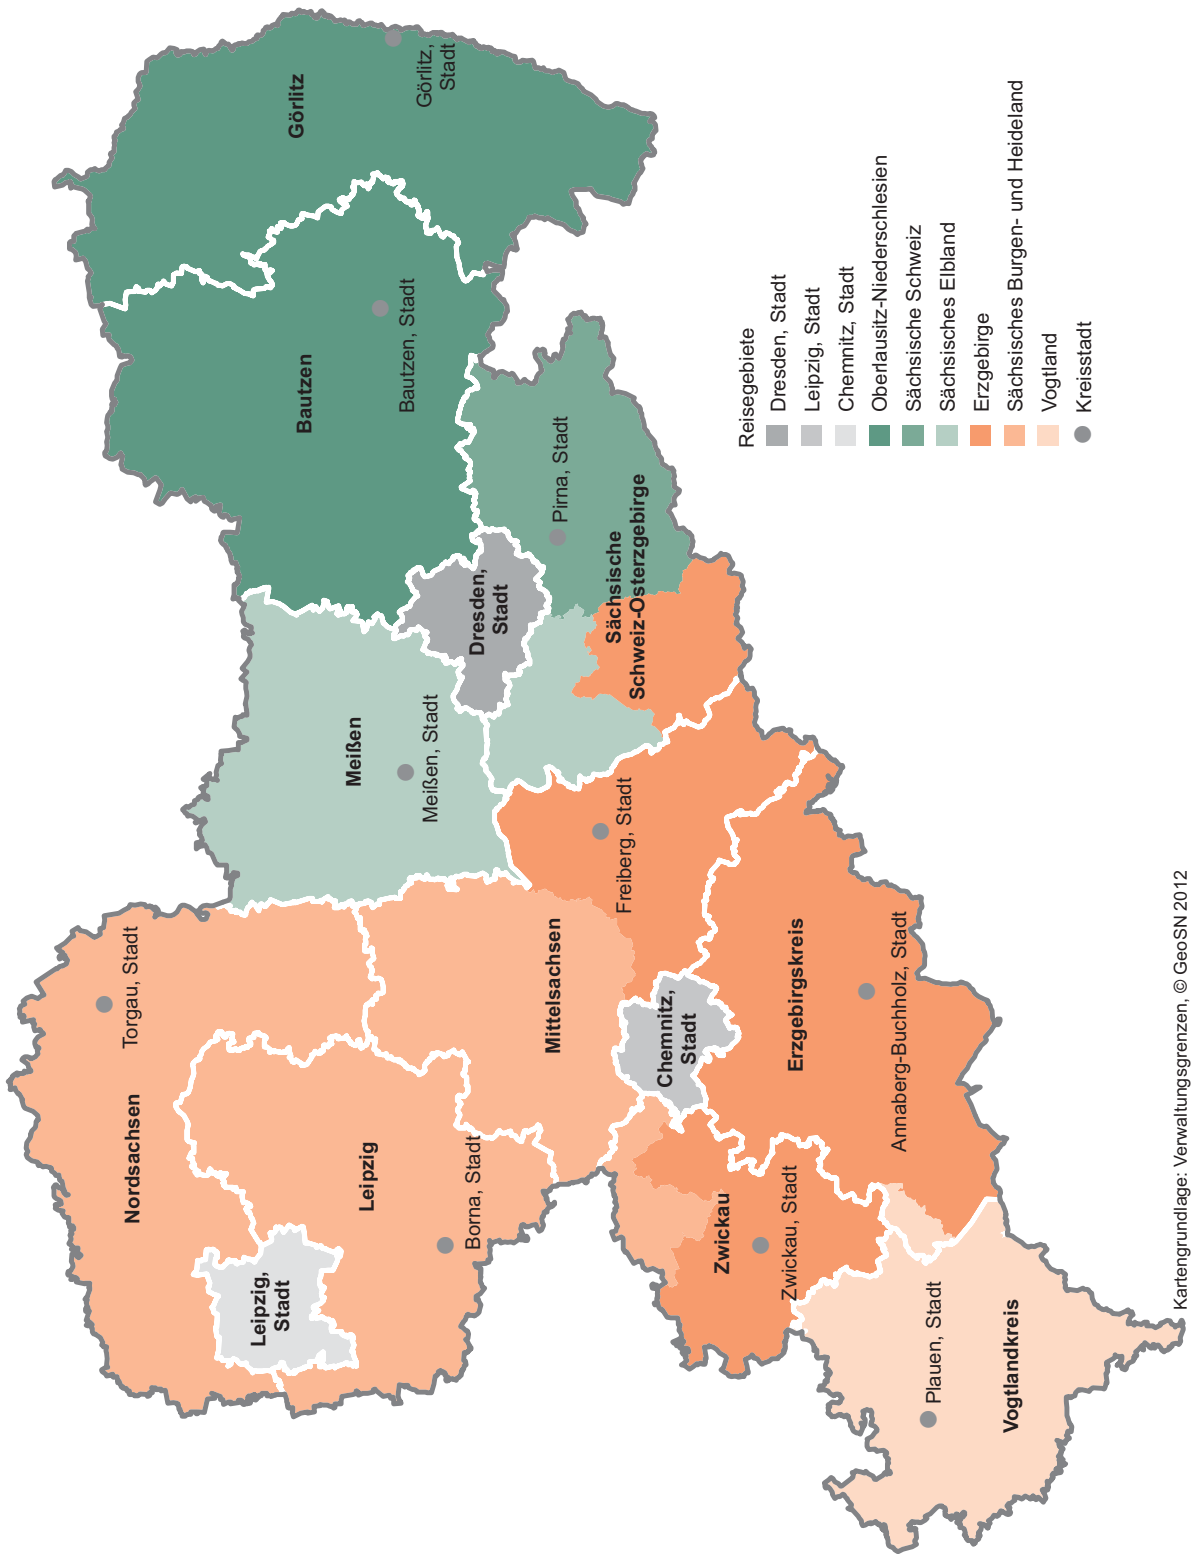 Görlitz
Görlitz,
Stadt
Bautzen
Bautzen, Stadt
Meißen
Meißen, Stadt
Dresden,
Stadt
Pirna, Stadt
Sächsische
Schweiz-Osterzgebirge
Torgau, Stadt
Nordsachsen
Leipzig,
Stadt
Leipzig
Borna, Stadt
Mittelsachsen
Freiberg, Stadt
Chemnitz,
Stadt
Erzgebirgskreis
Annaberg-Buchholz, Stadt
Zwickau
Zwickau, Stadt
Plauen, Stadt
Vogtlandkreis
Reisegebiete
Dresden, Stadt
Leipzig, Stadt
Chemnitz, Stadt
Oberlausitz-Niederschlesien
Sächsische Schweiz
Sächsisches Elbland
Erzgebirge
Sächsisches Burgen- und Heideland
Vogtland
Kreisstadt
Kartengrundlage: Verwaltungsgrenzen, © GeoSN 2012